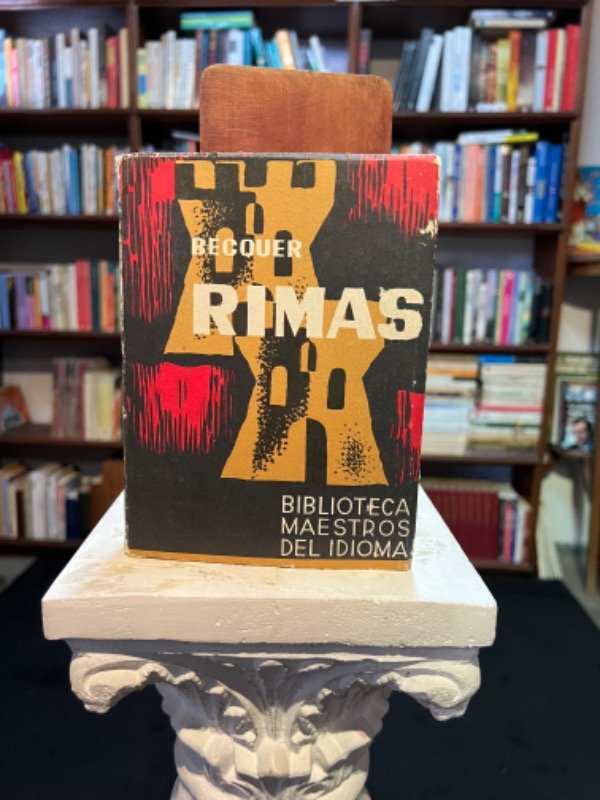 BECQUER
RIMAS
BIBLIOTECA
MAESTROS
DEL IDIOMA